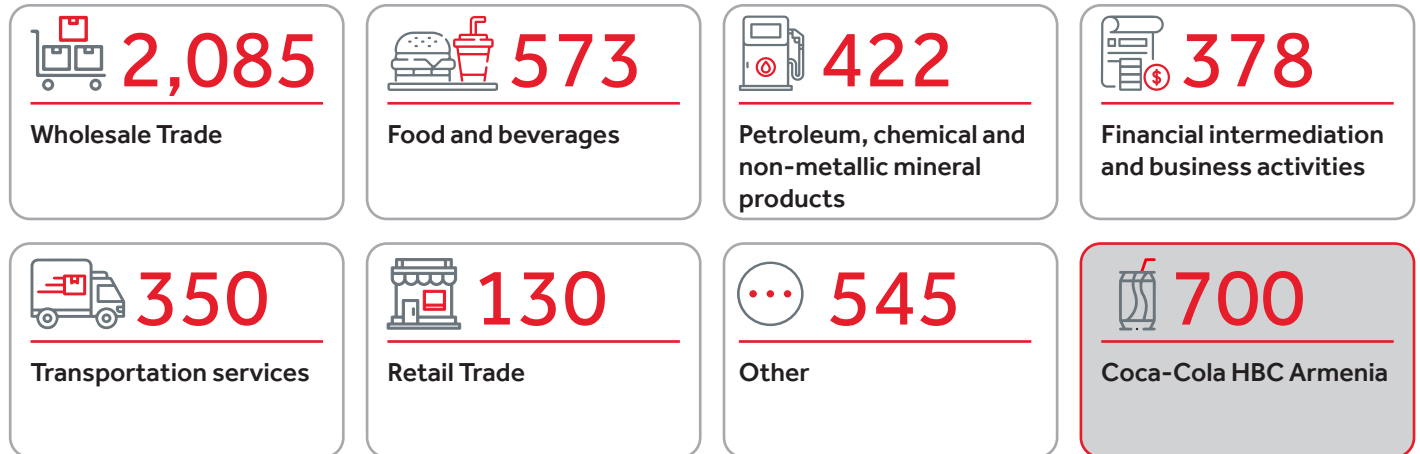 2,085
Wholesale Trade
573
Food and beverages
422
Petroleum, chemical and
non-metallic mineral
products
$ 378
Financial intermediation
and business activities
350
Transportation services
130
Retail Trade
545
Other
700
Coca-Cola HBC Armenia